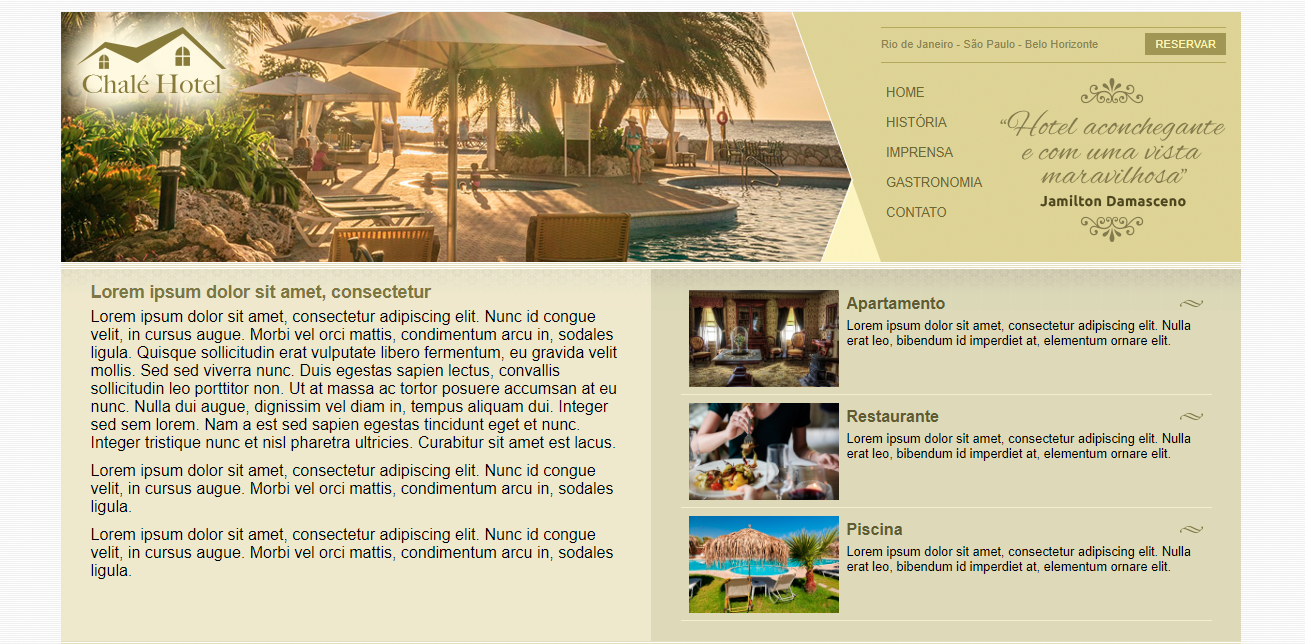 Chalé Hotel
Rio de Janeiro - São Paulo - Belo Horizonte
RESERVAR
HOME
HISTÓRIA
IMPRENSA
GASTRONOMIA
CONTATO
“Hotel aconchegante
e com uma vista
maravilhosa”
Jamilton Damasceno
Lorem ipsum dolor sit amet, consectetur
Lorem ipsum dolor sit amet, consectetur adipiscing elit. Nunc id congue
velit, in cursus augue. Morbi vel orci mattis, condimentum arcu in, sodales
ligula. Quisque sollicitudin erat vulputate libero fermentum, eu gravida velit
mollis. Sed sed viverra nunc. Duis egestas sapien lectus, convallis
sollicitudin leo porttitor non. Ut at massa ac tortor posuere accumsan at eu
nunc. Nulla dui augue, dignissim vel diam in, tempus aliquam dui. Integer
sed sem lorem. Nam a est sed sapien egestas tincidunt eget et nunc.
Integer tristique nunc et nisl pharetra ultricies. Curabitur sit amet est lacus.
Lorem ipsum dolor sit amet, consectetur adipiscing elit. Nunc id congue
velit, in cursus augue. Morbi vel orci mattis, condimentum arcu in, sodales
ligula.
Lorem ipsum dolor sit amet, consectetur adipiscing elit. Nunc id congue
velit, in cursus augue. Morbi vel orci mattis, condimentum arcu in, sodales
ligula.
Apartamento
Lorem ipsum dolor sit amet, consectetur adipiscing elit. Nulla
erat leo, bibendum id imperdiet at, elementum ornare elit.
Restaurante
Lorem ipsum dolor sit amet, consectetur adipiscing elit. Nulla
erat leo, bibendum id imperdiet at, elementum ornare elit.
Piscina
Lorem ipsum dolor sit amet, consectetur adipiscing elit. Nulla
erat leo, bibendum id imperdiet at, elementum ornare elit.